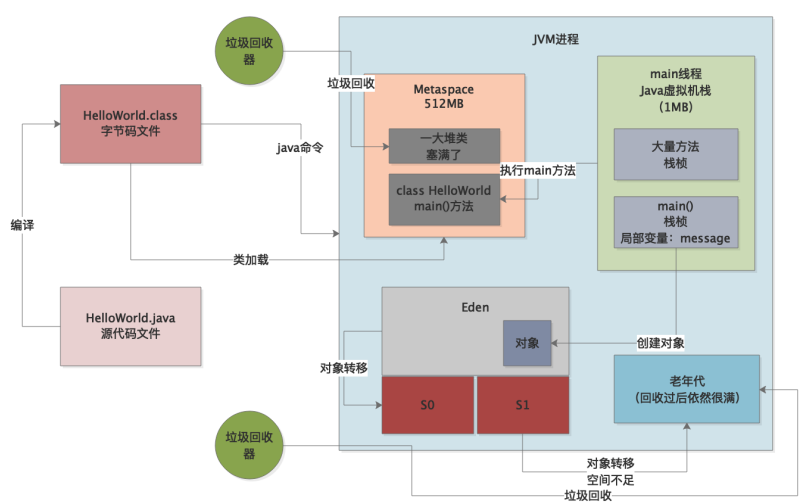 垃圾回收
器
JVM进程
垃圾回收
Metaspace
512MB
main线程
Java虚拟机栈
（1MB）
HelloWorld.class
字节码文件
一大堆类
塞满了
大量方法
栈桢
java命令
执行main方法
class HelloWorld
main()方法
main()
栈桢
局部变量：message
编译
类加载
HelloWorld.java
源代码文件
Eden
对象
创建对象
对象转移
老年代
（回收过后依然很满）
S0
S1
垃圾回收
器
对象转移
空间不足
垃圾回收